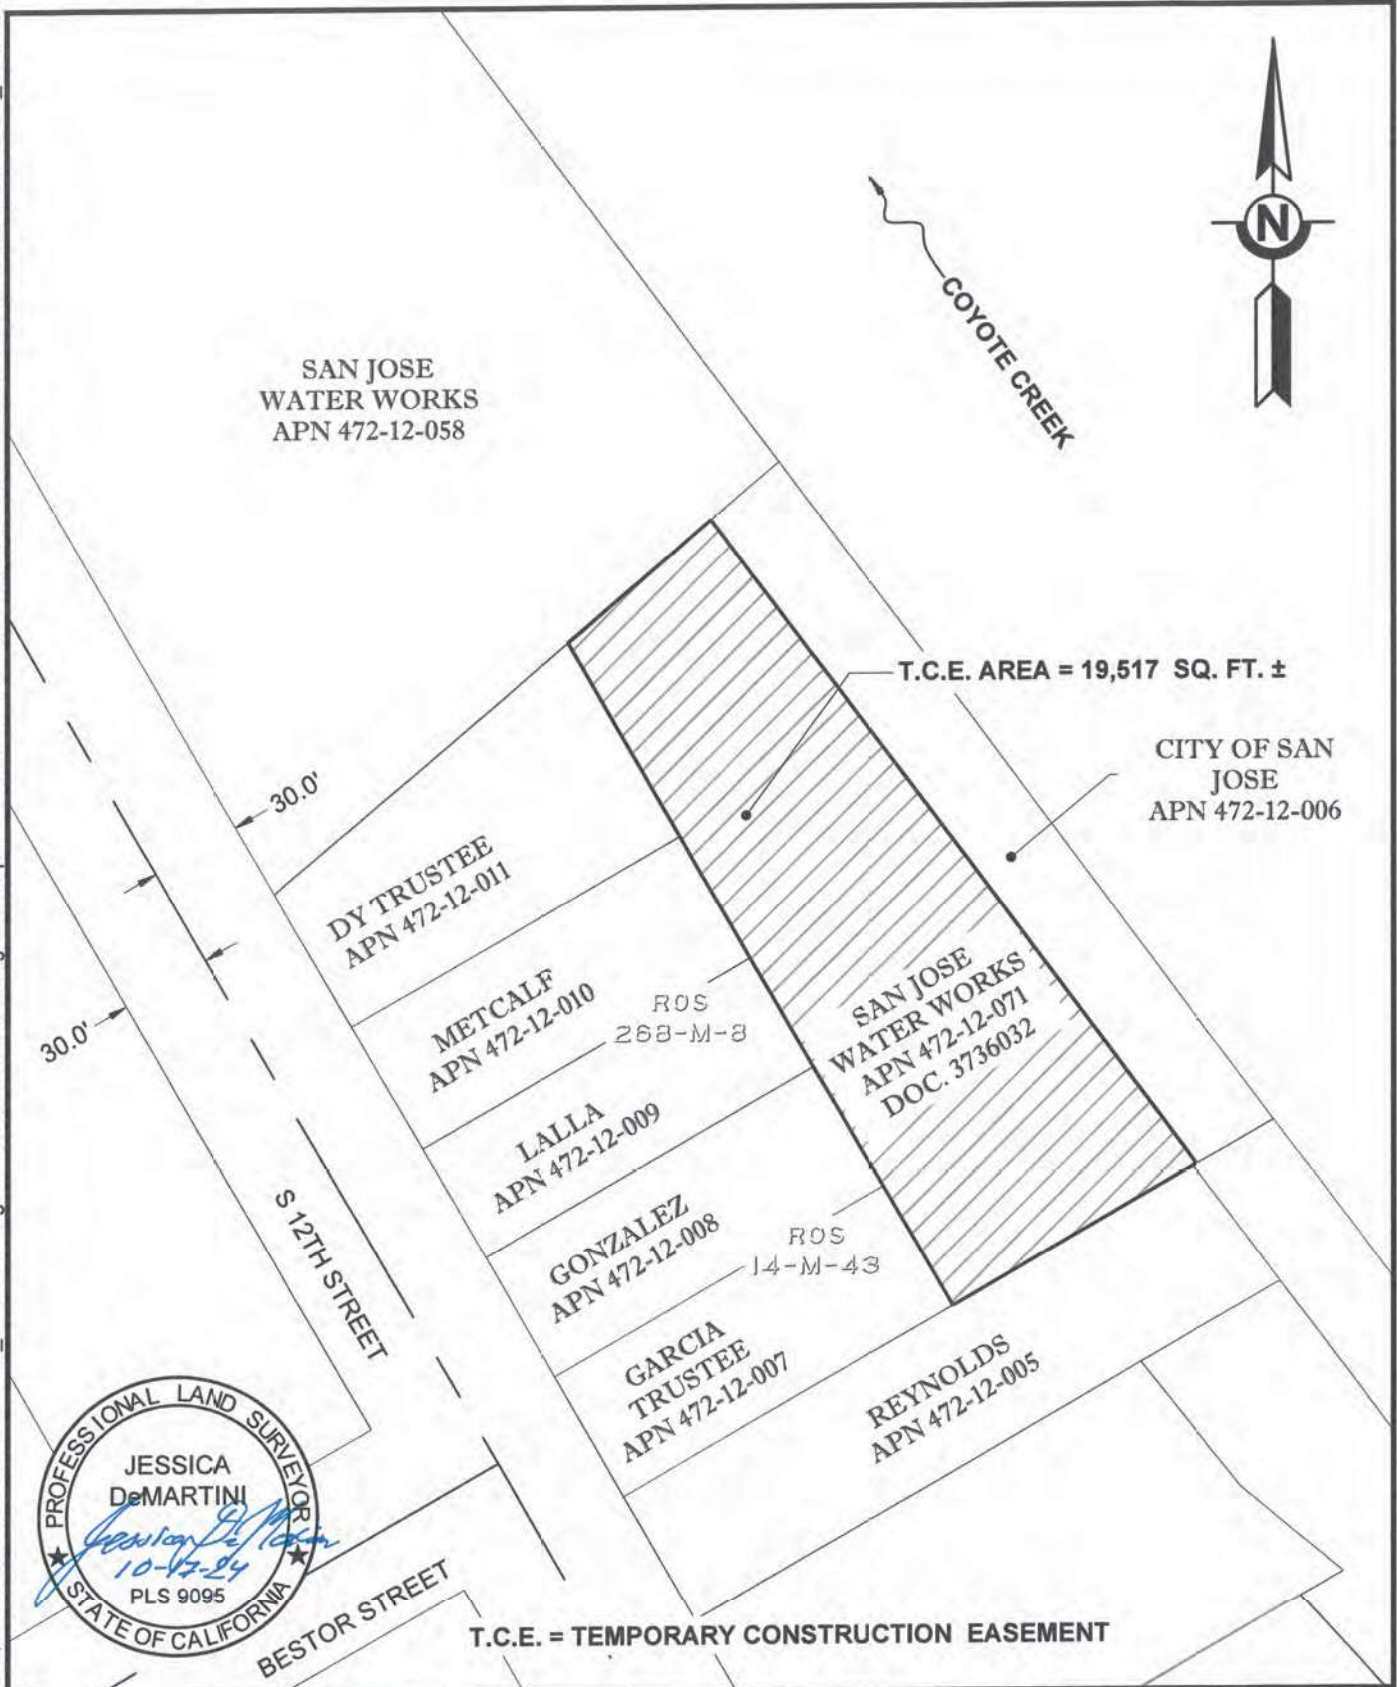 N
COYOTE CREEK
SAN JOSE
WATER WORKS
APN 472-12-058
T.C.E. AREA = 19,517 SQ. FT. ±
CITY OF SAN
JOSE
APN 472-12-006
30.0'
30.0'
DY TRUSTEE
APN 472-12-011
METCALF
APN 472-12-010
ROS
268-M-8
SAN JOSE
WATER WORKS
APN 472-12-071
DOC. 3736032
LALLA
APN 472-12-009
GONZALEZ
APN 472-12-008
ROS
14-M-43
GARCIA
TRUSTEE
APN 472-12-007
REYNOLDS
APN 472-12-005
S 12TH STREET
BESTOR STREET
PROFESSIONAL LAND SURVEYOR
JESSICA
DeMARTINI
10-17-24
PLS 9095
STATE OF CALIFORNIA
T.C.E. = TEMPORARY CONSTRUCTION EASEMENT